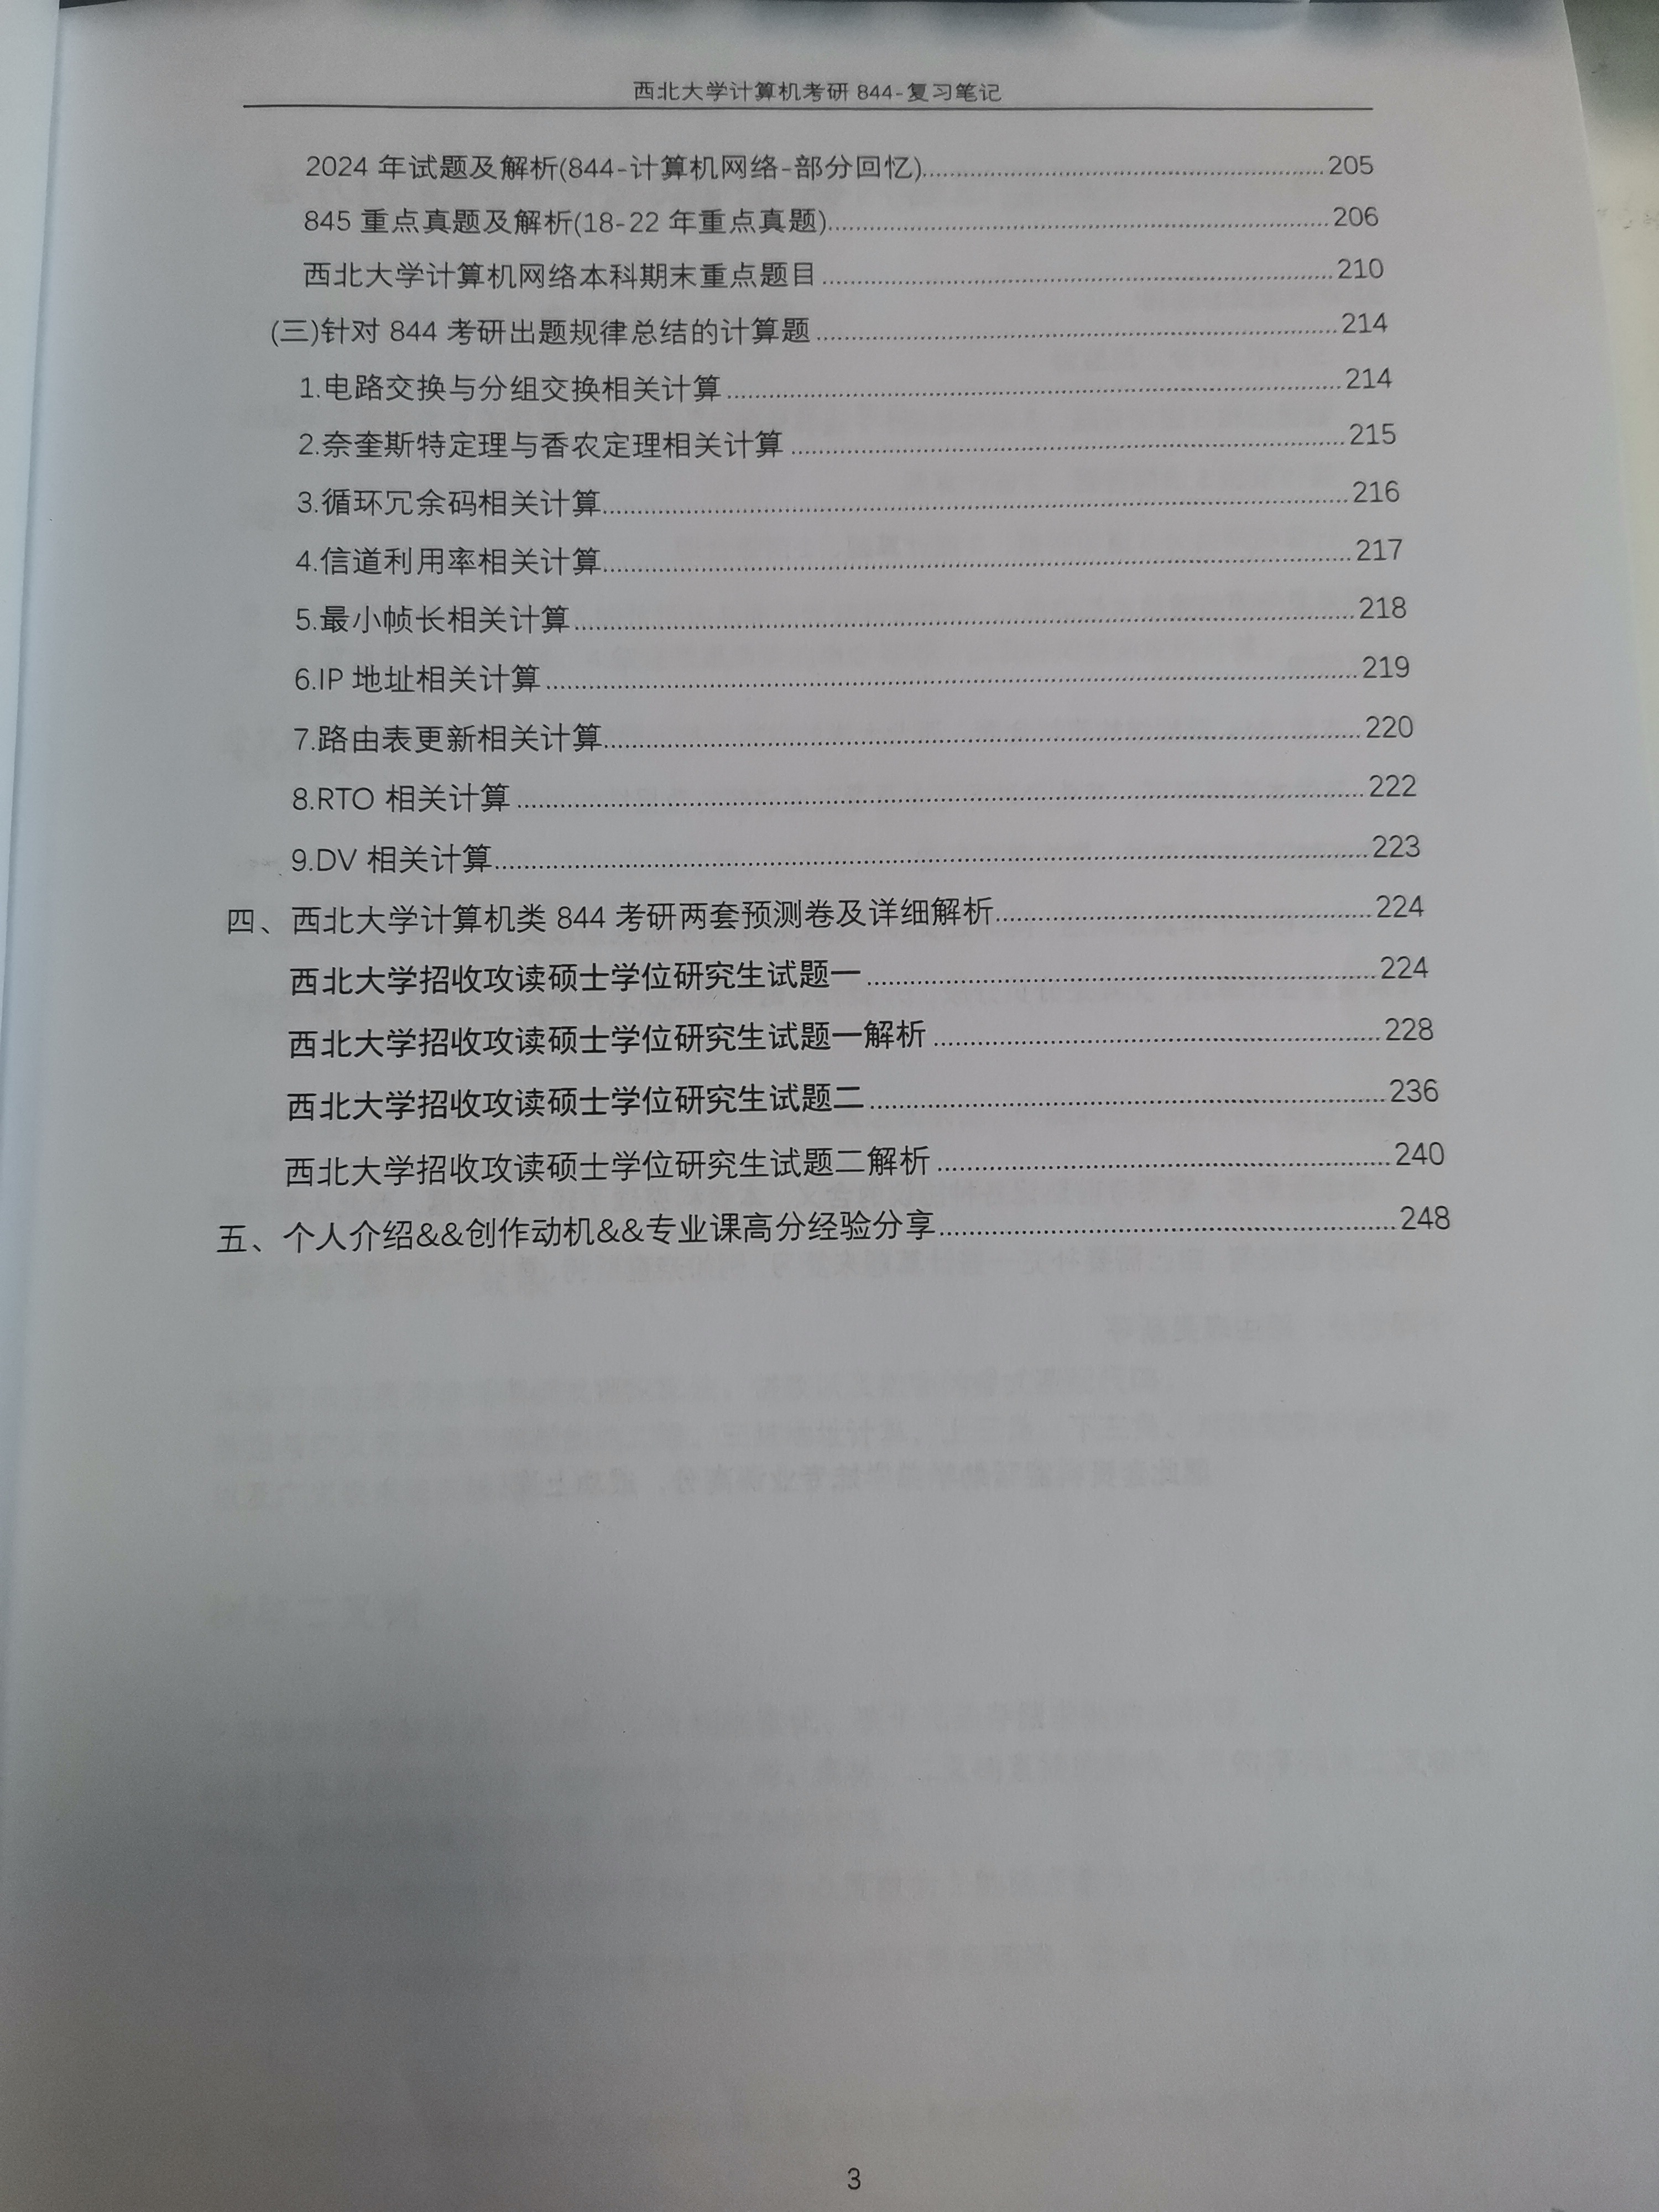 西北大学计算机考研 844-复习笔记
2024 年试题及解析(844-计算机网络-部分回忆)........205
845 重点真题及解析(18-22 年重点真题)........206
西北大学计算机网络本科期末重点题目........210
(三)针对 844 考研出题规律总结的计算题........214
1.电路交换与分组交换相关计算........214
2.奈奎斯特定理与香农定理相关计算........215
3.循环冗余码相关计算........216
4.信道利用率相关计算........217
5.最小帧长相关计算........218
6.IP 地址相关计算........219
7.路由表更新相关计算........220
8.RTO 相关计算........222
9.DV 相关计算........223
四、西北大学计算机类 844 考研两套预测卷及详细解析........224
西北大学招收攻读硕士学位研究生试题一........224
西北大学招收攻读硕士学位研究生试题一解析........228
西北大学招收攻读硕士学位研究生试题二........236
西北大学招收攻读硕士学位研究生试题二解析........240
五、个人介绍&&创作动机&&专业课高分经验分享........248
3